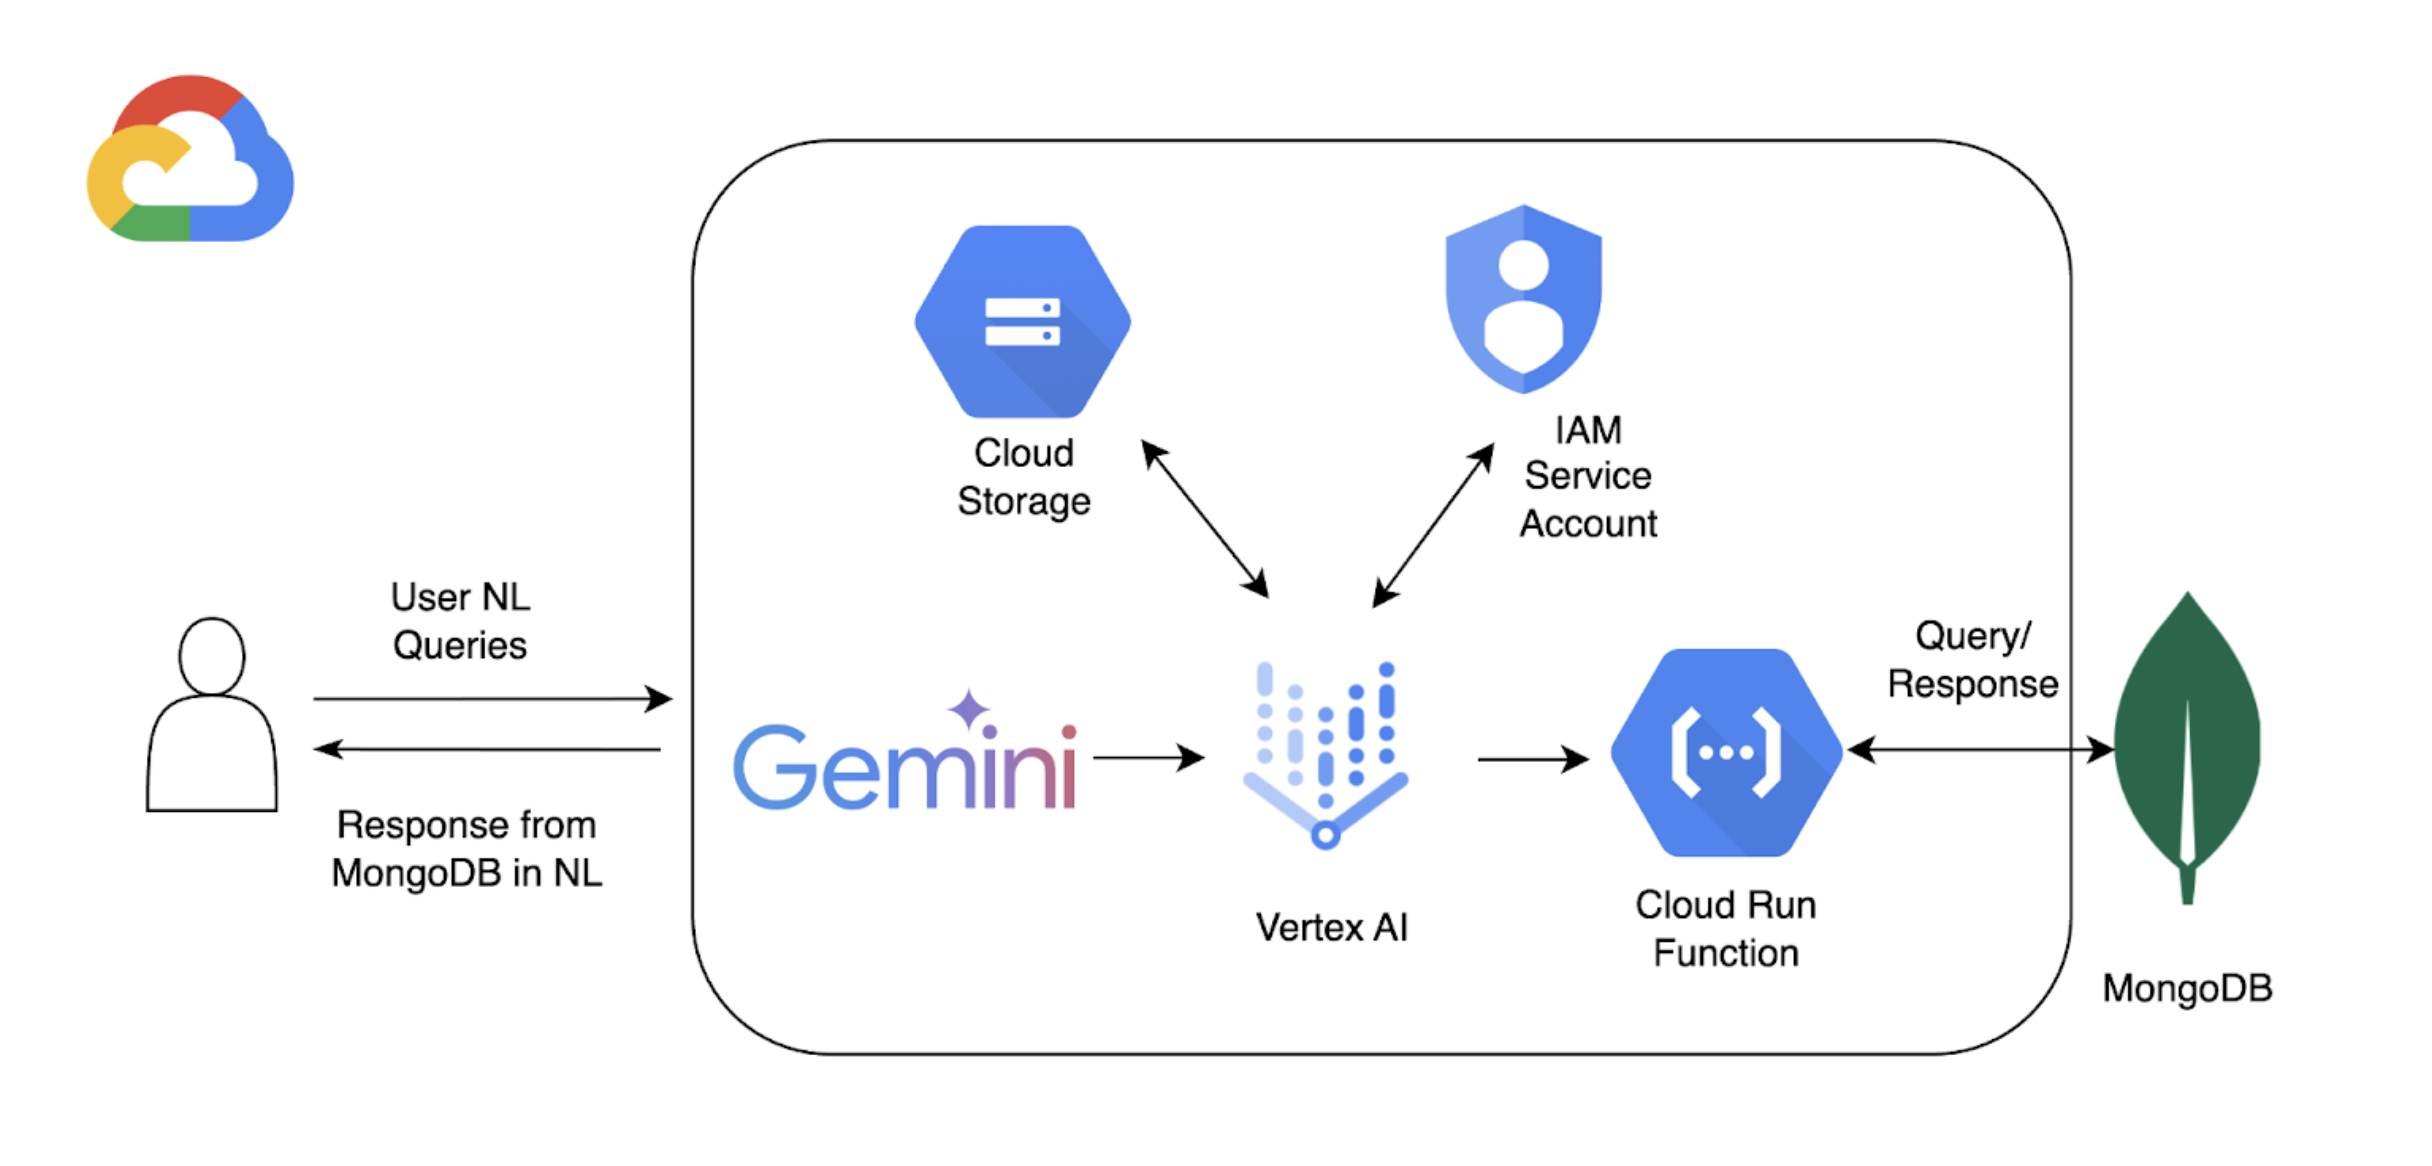 Cloud
Storage
IAM
Service
Account
User NL
Queries
Response from
MongoDB in NL
Gemini
Vertex AI
Cloud Run
Function
Query/
Response
MongoDB